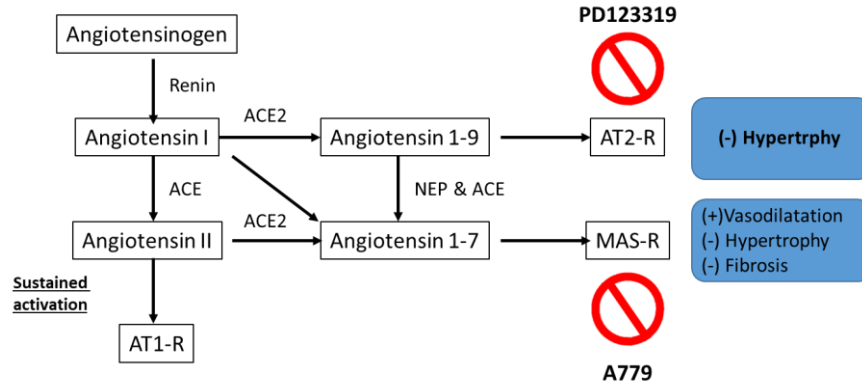 PD123319
Angiotensinogen
Renin
ACE2
Angiotensin I
Angiotensin 1-9
AT2-R
(-) Hypertrphy
ACE
NEP & ACE
ACE2
Angiotensin II
Angiotensin 1-7
MAS-R
(+)Vasodilatation
(-) Hypertrophy
(-) Fibrosis
Sustained
activation
AT1-R
A779